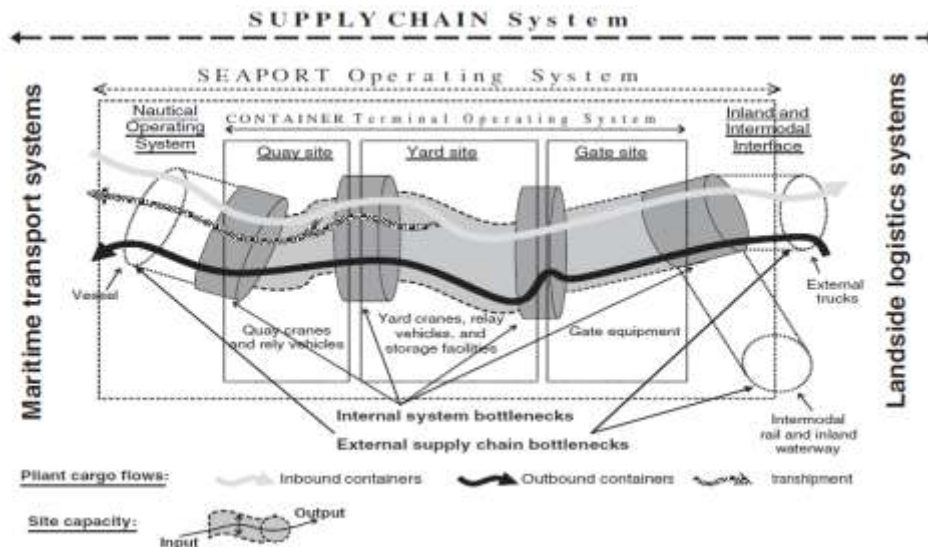 SUPPLY CHAIN System
SEAPORT Operating System
Nautical
Operating
System
CONTAINER Terminal Operating System
Inland and
Intermodal
Interface
Quay site
Yard site
Gate site
Maritime transport systems
Landside logistics systems
Vessel
External
trucks
Quay cranes
and rely vehicles
Yard cranes, relay
vehicles, and
storage facilities
Gate equipment
Internal system bottlenecks
External supply chain bottlenecks
Intermodal
rail and inland
waterway
Pliant cargo flows:
Inbound containers
Outbound containers
transhipment
Site capacity:
Input
Output